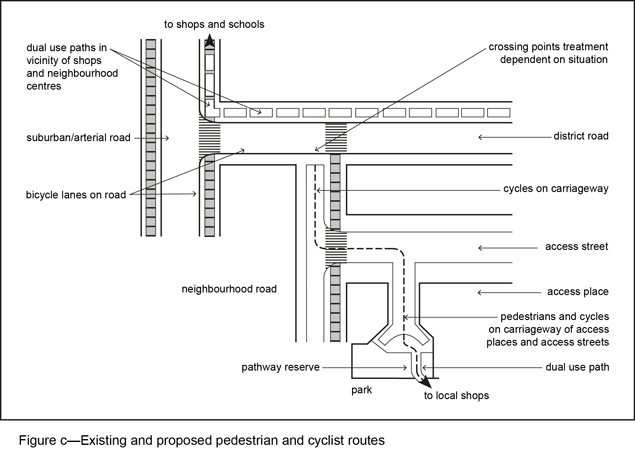 to shops and schools
dual use paths in
vicinity of shops
and neighbourhood
centres
crossing points treatment
dependent on situation
suburban/arterial road
district road
bicycle lanes on road
cycles on carriageway
access street
neighbourhood road
access place
pedestrians and cycles
on carriageway of access
places and access streets
pathway reserve
dual use path
park
to local shops
Figure c—Existing and proposed pedestrian and cyclist routes